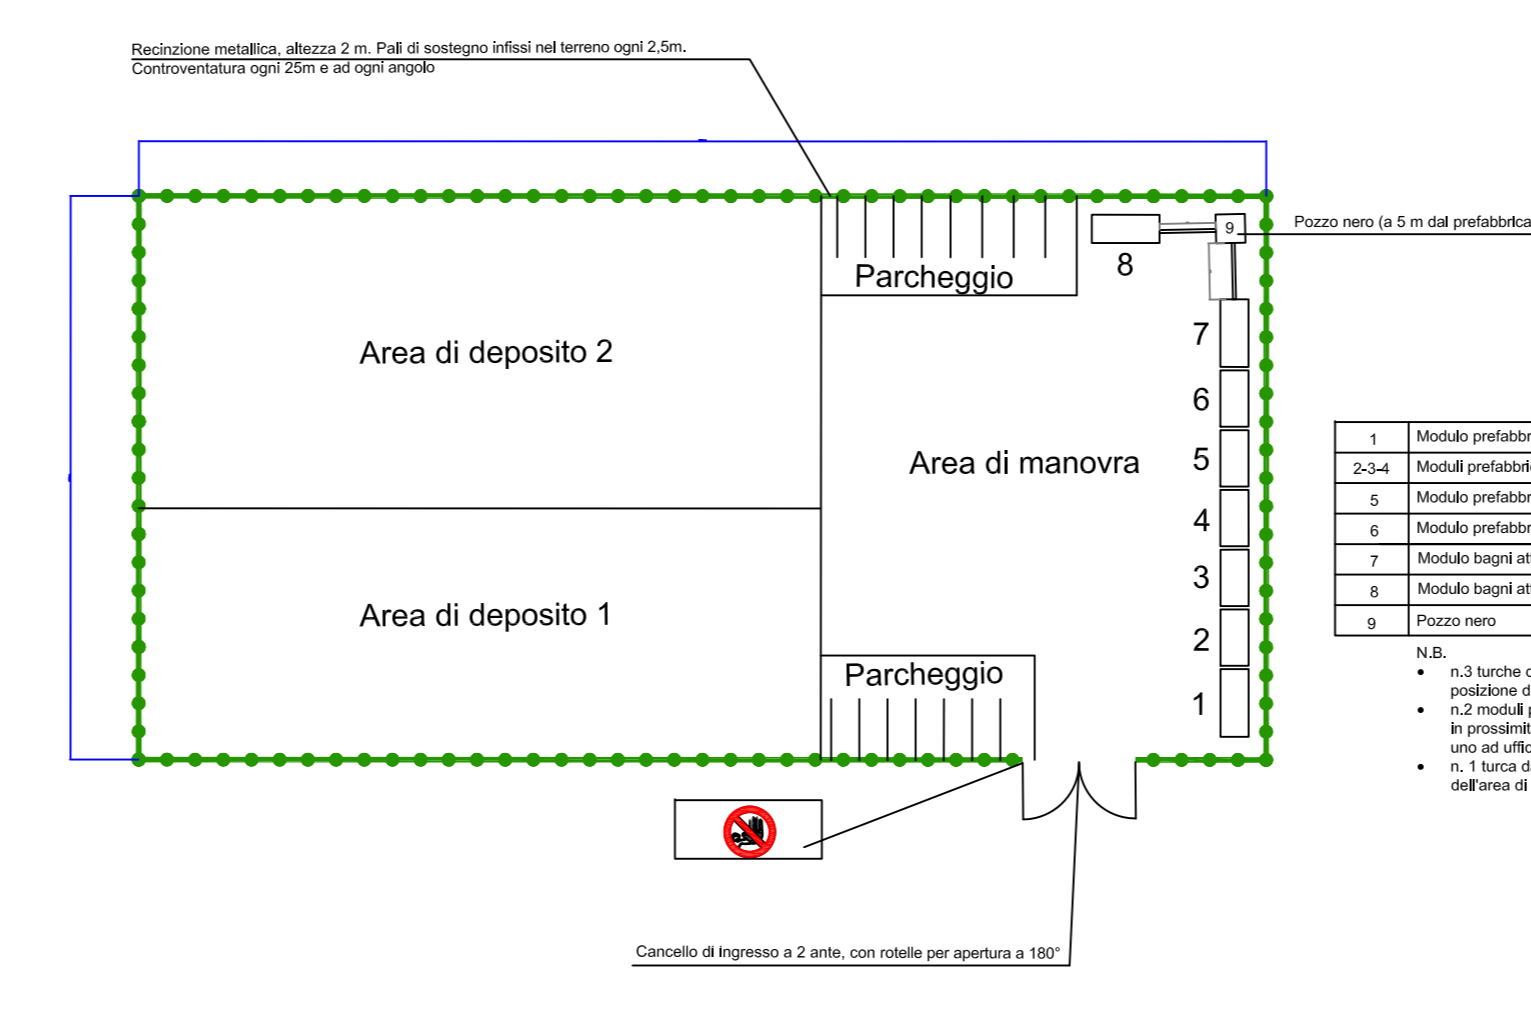 Recinzione metallica, altezza 2 m. Pali di sostegno infissi nel terreno ogni 2,5m.
Controventatura ogni 25m e ad ogni angolo
Pozzo nero (a 5 m dal prefabbrica
9
8
Parcheggio
7
Area di deposito 2
6
Area di manovra
5
4
3
Area di deposito 1
2
Parcheggio
1
1 Modulo prefabbr
2-3-4 Moduli prefabbri
5 Modulo prefabbr
6 Modulo prefabbr
7 Modulo bagni att
8 Modulo bagni att
9 Pozzo nero
N.B.
• n.3 turche d
posizione d
• n.2 moduli p
in prossimit
uno ad uffic
• n. 1 turca da
dell'area di
Cancello di ingresso a 2 ante, con rotelle per apertura a 180°